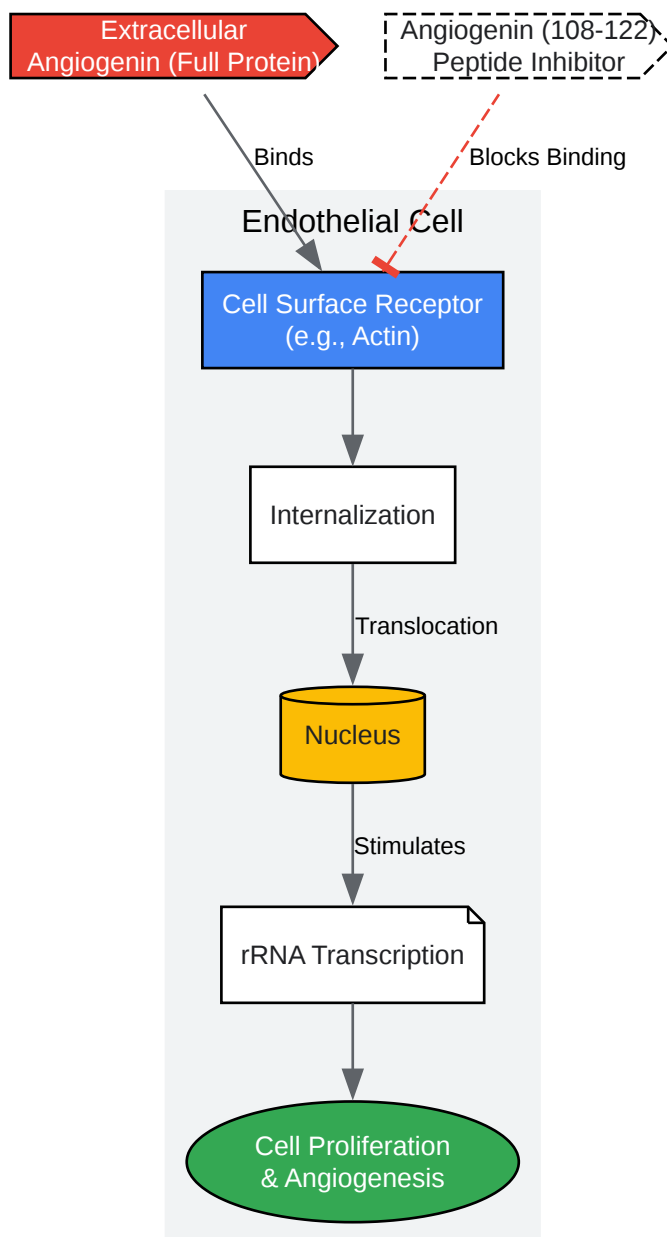 Extracellular
Angiogenin (Full Protein)
Angiogenin (108-122)
Peptide Inhibitor
Binds
Blocks Binding
Endothelial Cell
Cell Surface Receptor
(e.g., Actin)
Internalization
Translocation
Nucleus
Stimulates
rRNA Transcription
Cell Proliferation
& Angiogenesis